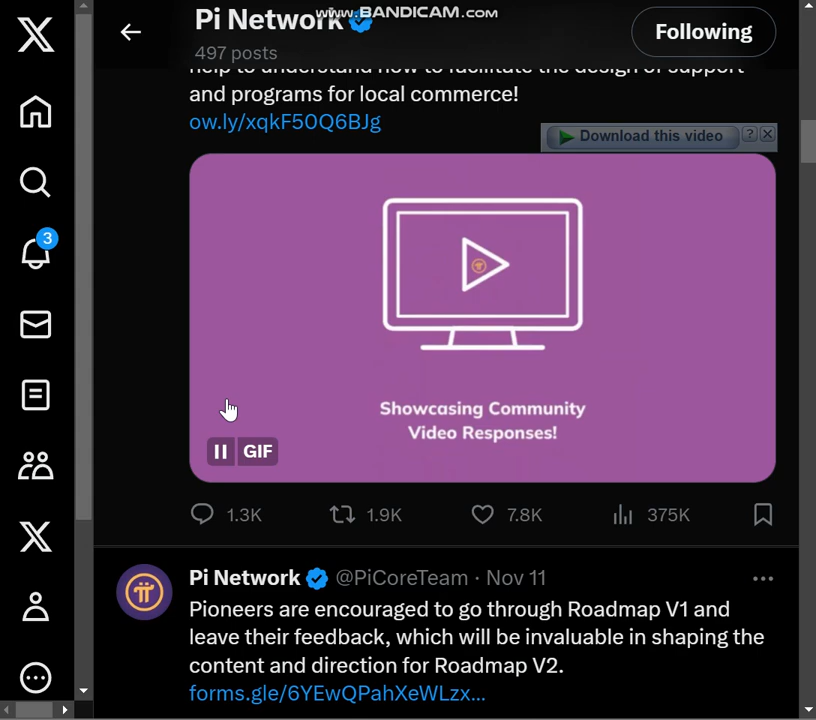 Pi Network
www.BANDICAM.com
Following
497 posts
help to understand how to facilitate the design of support
and programs for local commerce!
ow.ly/xqkF50Q6BJg
Download this video
?
3
Showcasing Community
Video Responses!
GIF
1.3K
1.9K
7.8K
375K
Pi Network @PiCoreTeam · Nov 11
Pioneers are encouraged to go through Roadmap V1 and
leave their feedback, which will be invaluable in shaping the
content and direction for Roadmap V2.
forms.gle/6YEwQPahXeWLzx...